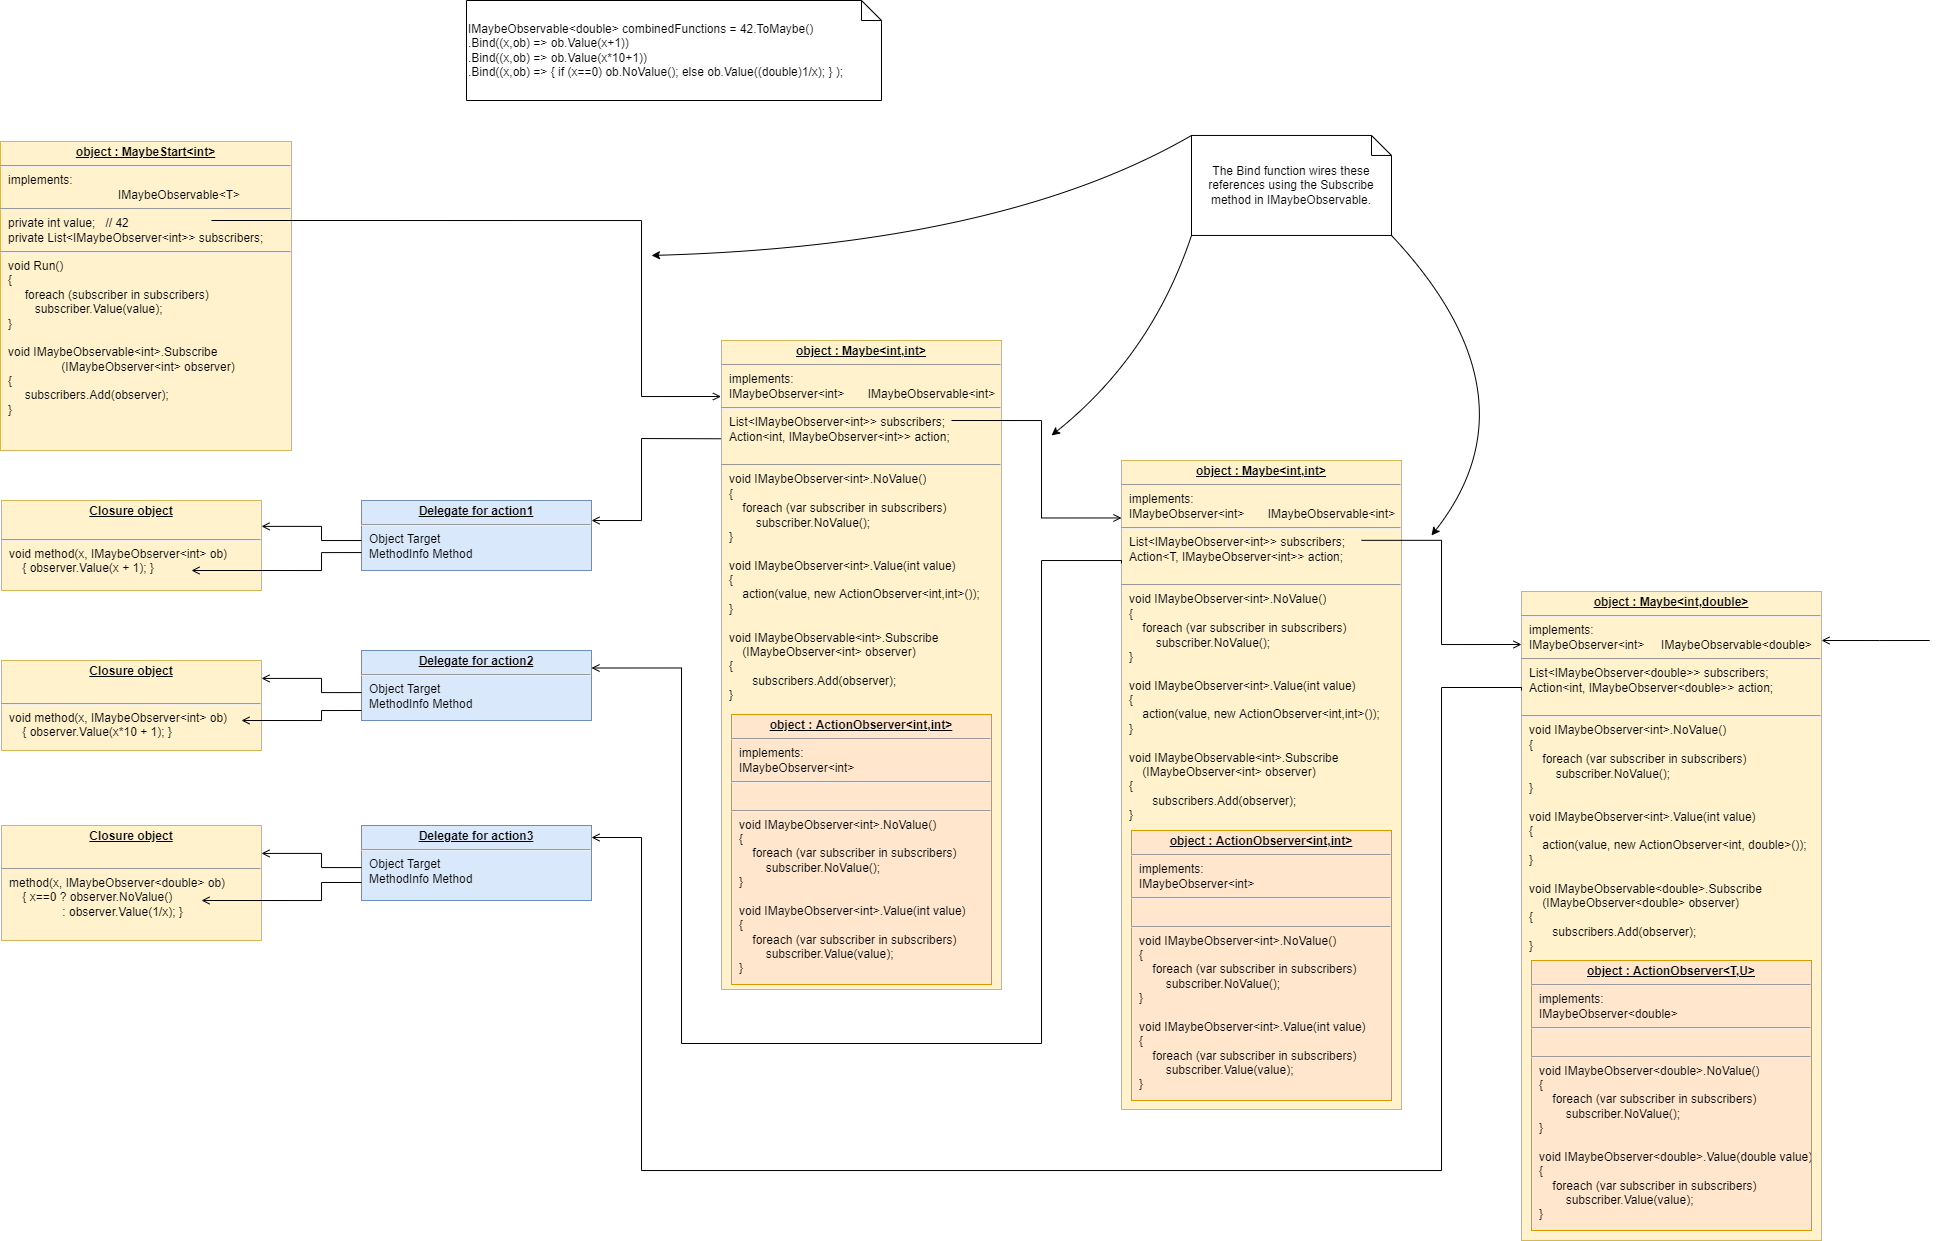 IMaybeObservable<double> combinedFunctions = 42.ToMaybe()
.Bind((x,ob) => ob.Value(x+1))
.Bind((x,ob) => ob.Value(x*10+1))
.Bind((x,ob) => { if (x==0) ob.NoValue(); else ob.Value((double)1/x); } );
The Bind function wires these
references using the Subscribe
method in IMaybeObservable.
object : MaybeStart<int>
implements:
IMaybeObservable<T>
private int value;   // 42
private List<IMaybeObserver<int>> subscribers;
void Run()
{
foreach (subscriber in subscribers)
subscriber.Value(value);
}
void IMaybeObservable<int>.Subscribe
(IMaybeObserver<int> observer)
{
subscribers.Add(observer);
}
Closure object
void method(x, IMaybeObserver<int> ob)
{ observer.Value(x + 1); }
Delegate for action1
Object Target
MethodInfo Method
Closure object
void method(x, IMaybeObserver<int> ob)
{ observer.Value(x*10 + 1); }
Delegate for action2
Object Target
MethodInfo Method
Closure object
method(x, IMaybeObserver<double> ob)
{ x==0 ? observer.NoValue()
: observer.Value(1/x); }
Delegate for action3
Object Target
MethodInfo Method
object : Maybe<int,int>
implements:
IMaybeObserver<int>       IMaybeObservable<int>
List<IMaybeObserver<int>> subscribers;
Action<int, IMaybeObserver<int>> action;
void IMaybeObserver<int>.NoValue()
{
foreach (var subscriber in subscribers)
subscriber.NoValue();
}
void IMaybeObserver<int>.Value(int value)
{
action(value, new ActionObserver<int,int>());
}
void IMaybeObservable<int>.Subscribe
(IMaybeObserver<int> observer)
{
subscribers.Add(observer);
}
object : ActionObserver<int,int>
implements:
IMaybeObserver<int>
void IMaybeObserver<int>.NoValue()
{
foreach (var subscriber in subscribers)
subscriber.NoValue();
}
void IMaybeObserver<int>.Value(int value)
{
foreach (var subscriber in subscribers)
subscriber.Value(value);
}
object : Maybe<int,int>
implements:
IMaybeObserver<int>       IMaybeObservable<int>
List<IMaybeObserver<int>> subscribers;
Action<T, IMaybeObserver<int>> action;
void IMaybeObserver<int>.NoValue()
{
foreach (var subscriber in subscribers)
subscriber.NoValue();
}
void IMaybeObserver<int>.Value(int value)
{
action(value, new ActionObserver<int,int>());
}
void IMaybeObservable<int>.Subscribe
(IMaybeObserver<int> observer)
{
subscribers.Add(observer);
}
object : ActionObserver<int,int>
implements:
IMaybeObserver<int>
void IMaybeObserver<int>.NoValue()
{
foreach (var subscriber in subscribers)
subscriber.NoValue();
}
void IMaybeObserver<int>.Value(int value)
{
foreach (var subscriber in subscribers)
subscriber.Value(value);
}
object : Maybe<int,double>
implements:
IMaybeObserver<int>     IMaybeObservable<double>
List<IMaybeObserver<double>> subscribers;
Action<int, IMaybeObserver<double>> action;
void IMaybeObserver<int>.NoValue()
{
foreach (var subscriber in subscribers)
subscriber.NoValue();
}
void IMaybeObserver<int>.Value(int value)
{
action(value, new ActionObserver<int, double>());
}
void IMaybeObservable<double>.Subscribe
(IMaybeObserver<double> observer)
{
subscribers.Add(observer);
}
object : ActionObserver<T,U>
implements:
IMaybeObserver<double>
void IMaybeObserver<double>.NoValue()
{
foreach (var subscriber in subscribers)
subscriber.NoValue();
}
void IMaybeObserver<double>.Value(double value)
{
foreach (var subscriber in subscribers)
subscriber.Value(value);
}